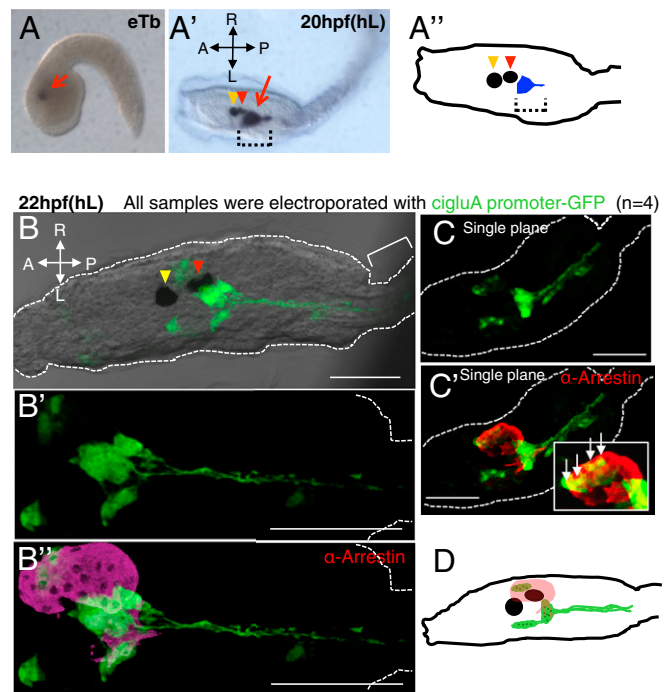 A eTb
A' 20hpf(hL)
R
A P
L
A''
22hpf(hL) All samples were electroporated with cigluA promoter-GFP (n=4)
B
R
A P
L
C Single plane
C' Single plane
α-Arrestin
B'
B'' α-Arrestin
D